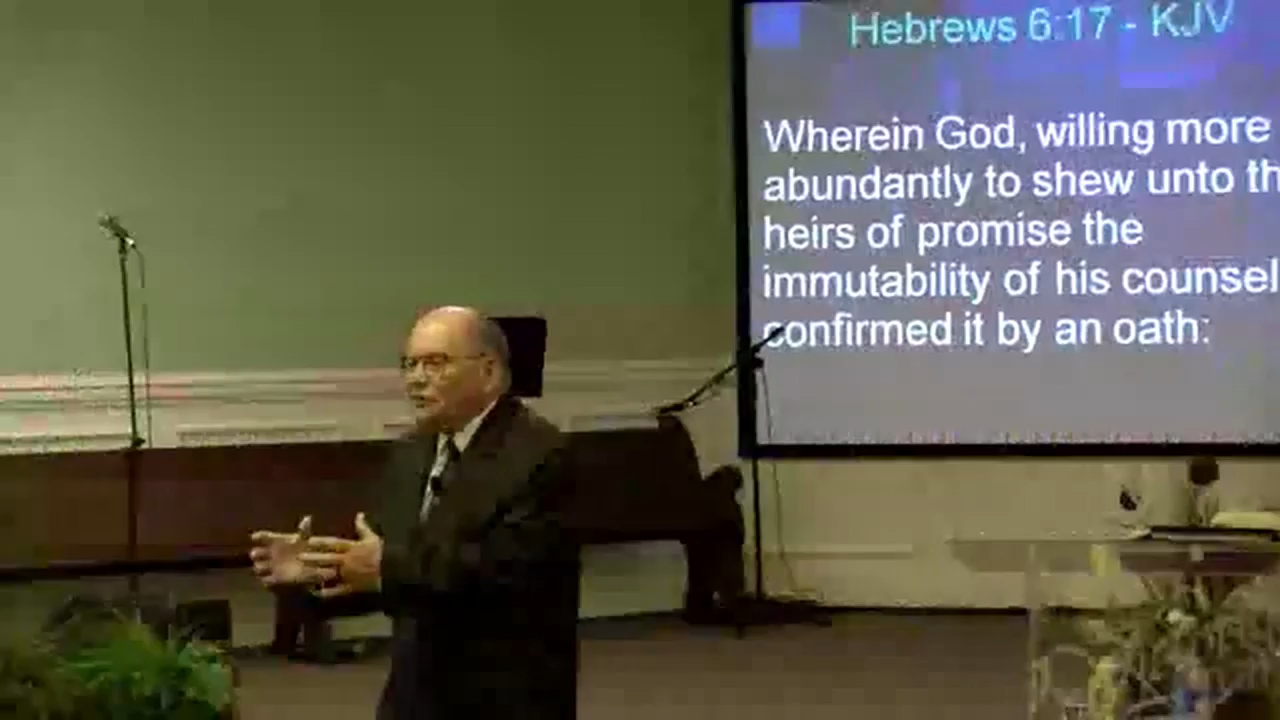 Hebrews 6:17 - KJV
Wherein God, willing more
abundantly to shew unto th
heirs of promise the
immutability of his counsel
confirmed it by an oath: